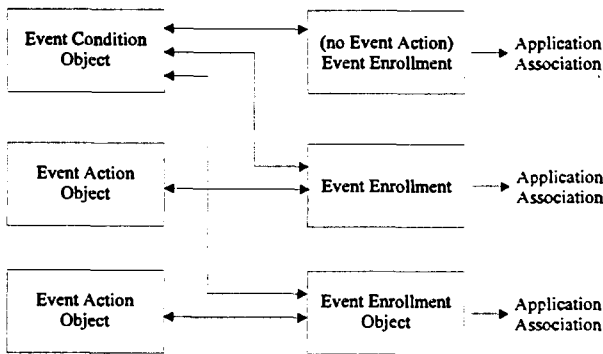 Event Condition
Object
(no Event Action)
Event Enrollment
Application
Association
Event Action
Object
Event Enrollment
Application
Association
Event Action
Object
Event Enrollment
Object
Application
Association